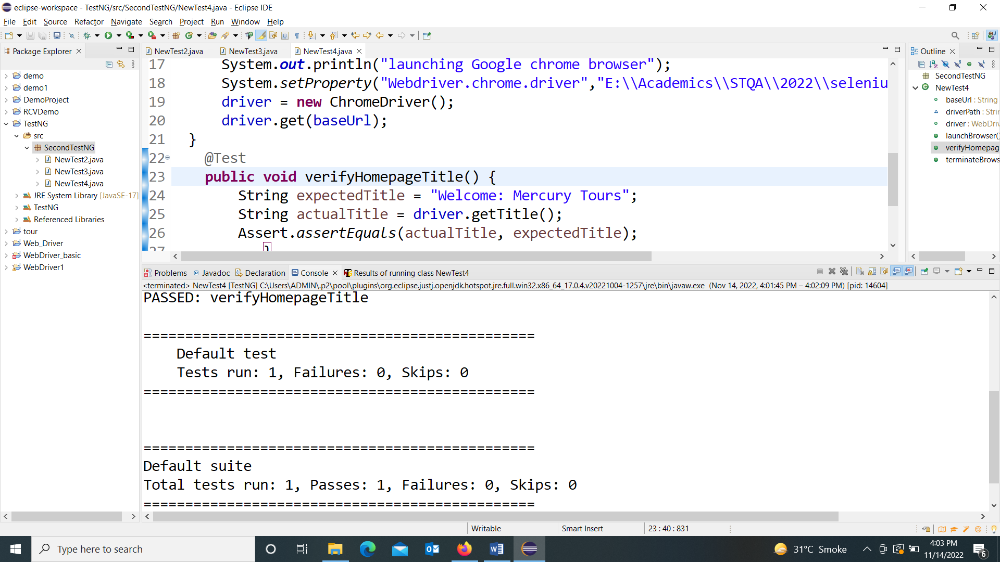 eclipse-workspace - TestNG/src/SecondTestNG/NewTest4.java - Eclipse IDE
File Edit Source Refactor Navigate Search Project Run Window Help
Package Explorer
demo
demo1
DemoProject
RCVDemo
TestNG
src
SecondTestNG
NewTest2.java
NewTest3.java
NewTest4.java
JRE System Library [JavaSE-17]
TestNG
Referenced Libraries
tour
Web_Driver
WebDriver_basic
WebDriver1
NewTest2.java NewTest3.java NewTest4.java
17 System.out.println("launching Google chrome browser");
18 System.setProperty("Webdriver.chrome.driver","E:\\Academics\\STQA\\2022\\seleniu
19 driver = new ChromeDriver();
20 driver.get(baseUrl);
21 }
22 @Test
23 public void verifyHomepageTitle() {
24 String expectedTitle = "Welcome: Mercury Tours";
25 String actualTitle = driver.getTitle();
26 Assert.assertEquals(actualTitle, expectedTitle);
27 }
Outline
SecondTestNG
NewTest4
baseUrl : String
driverPath : Strin
driver : WebDriv
launchBrowser()
verifyHomepag
terminateBrows
Problems @ Javadoc Declaration Console Results of running class NewTest4
<terminated> NewTest4 [TestNG] C:\Users\ADMIN\.p2\pool\plugins\org.eclipse.justj.openjdk.hotspot.jre.full.win32.x86_64_17.0.4.v20221004-1257\jre\bin\javaw.exe (Nov 14, 2022, 4:01:45 PM – 4:02:09 PM) [pid: 14604]
PASSED: verifyHomepageTitle
===============================================
Default test
Tests run: 1, Failures: 0, Skips: 0
===============================================
===============================================
Default suite
Total tests run: 1, Passes: 1, Failures: 0, Skips: 0
===============================================
Writable Smart Insert 23 : 40 : 831
Type here to search
31°C Smoke
4:03 PM
11/14/2022
6